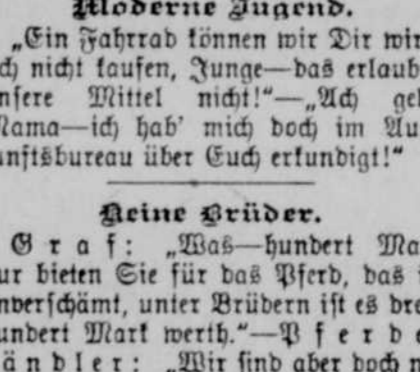 Moderne Jugend.
„Ein Fahrrad können wir Dir wir
ch nicht kaufen, Junge—das erlaub
nsere Mittel nicht!“—„Ach ge
Mama—ich hab' mich doch im Au
unftsbureau über Euch erkundigt!“
Keine Brüder.
Graf: „Was—hundert Ma
ur bieten Sie für das Pferd, das i
nverschämt, unter Brüdern ist es dre
undert Mark werth.“—Pferde
ändler: „Wir sind aber doch